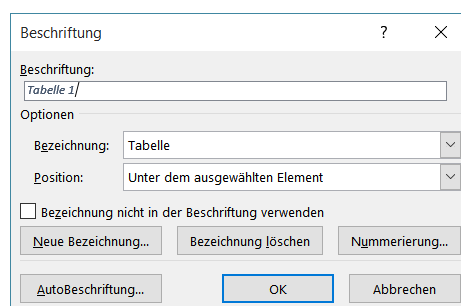 Beschriftung
?
Beschriftung:
Tabelle 1
Optionen
Bezeichnung: Tabelle
Position: Unter dem ausgewählten Element
Bezeichnung nicht in der Beschriftung verwenden
Neue Bezeichnung... Bezeichnung löschen Nummerierung...
AutoBeschriftung... OK Abbrechen